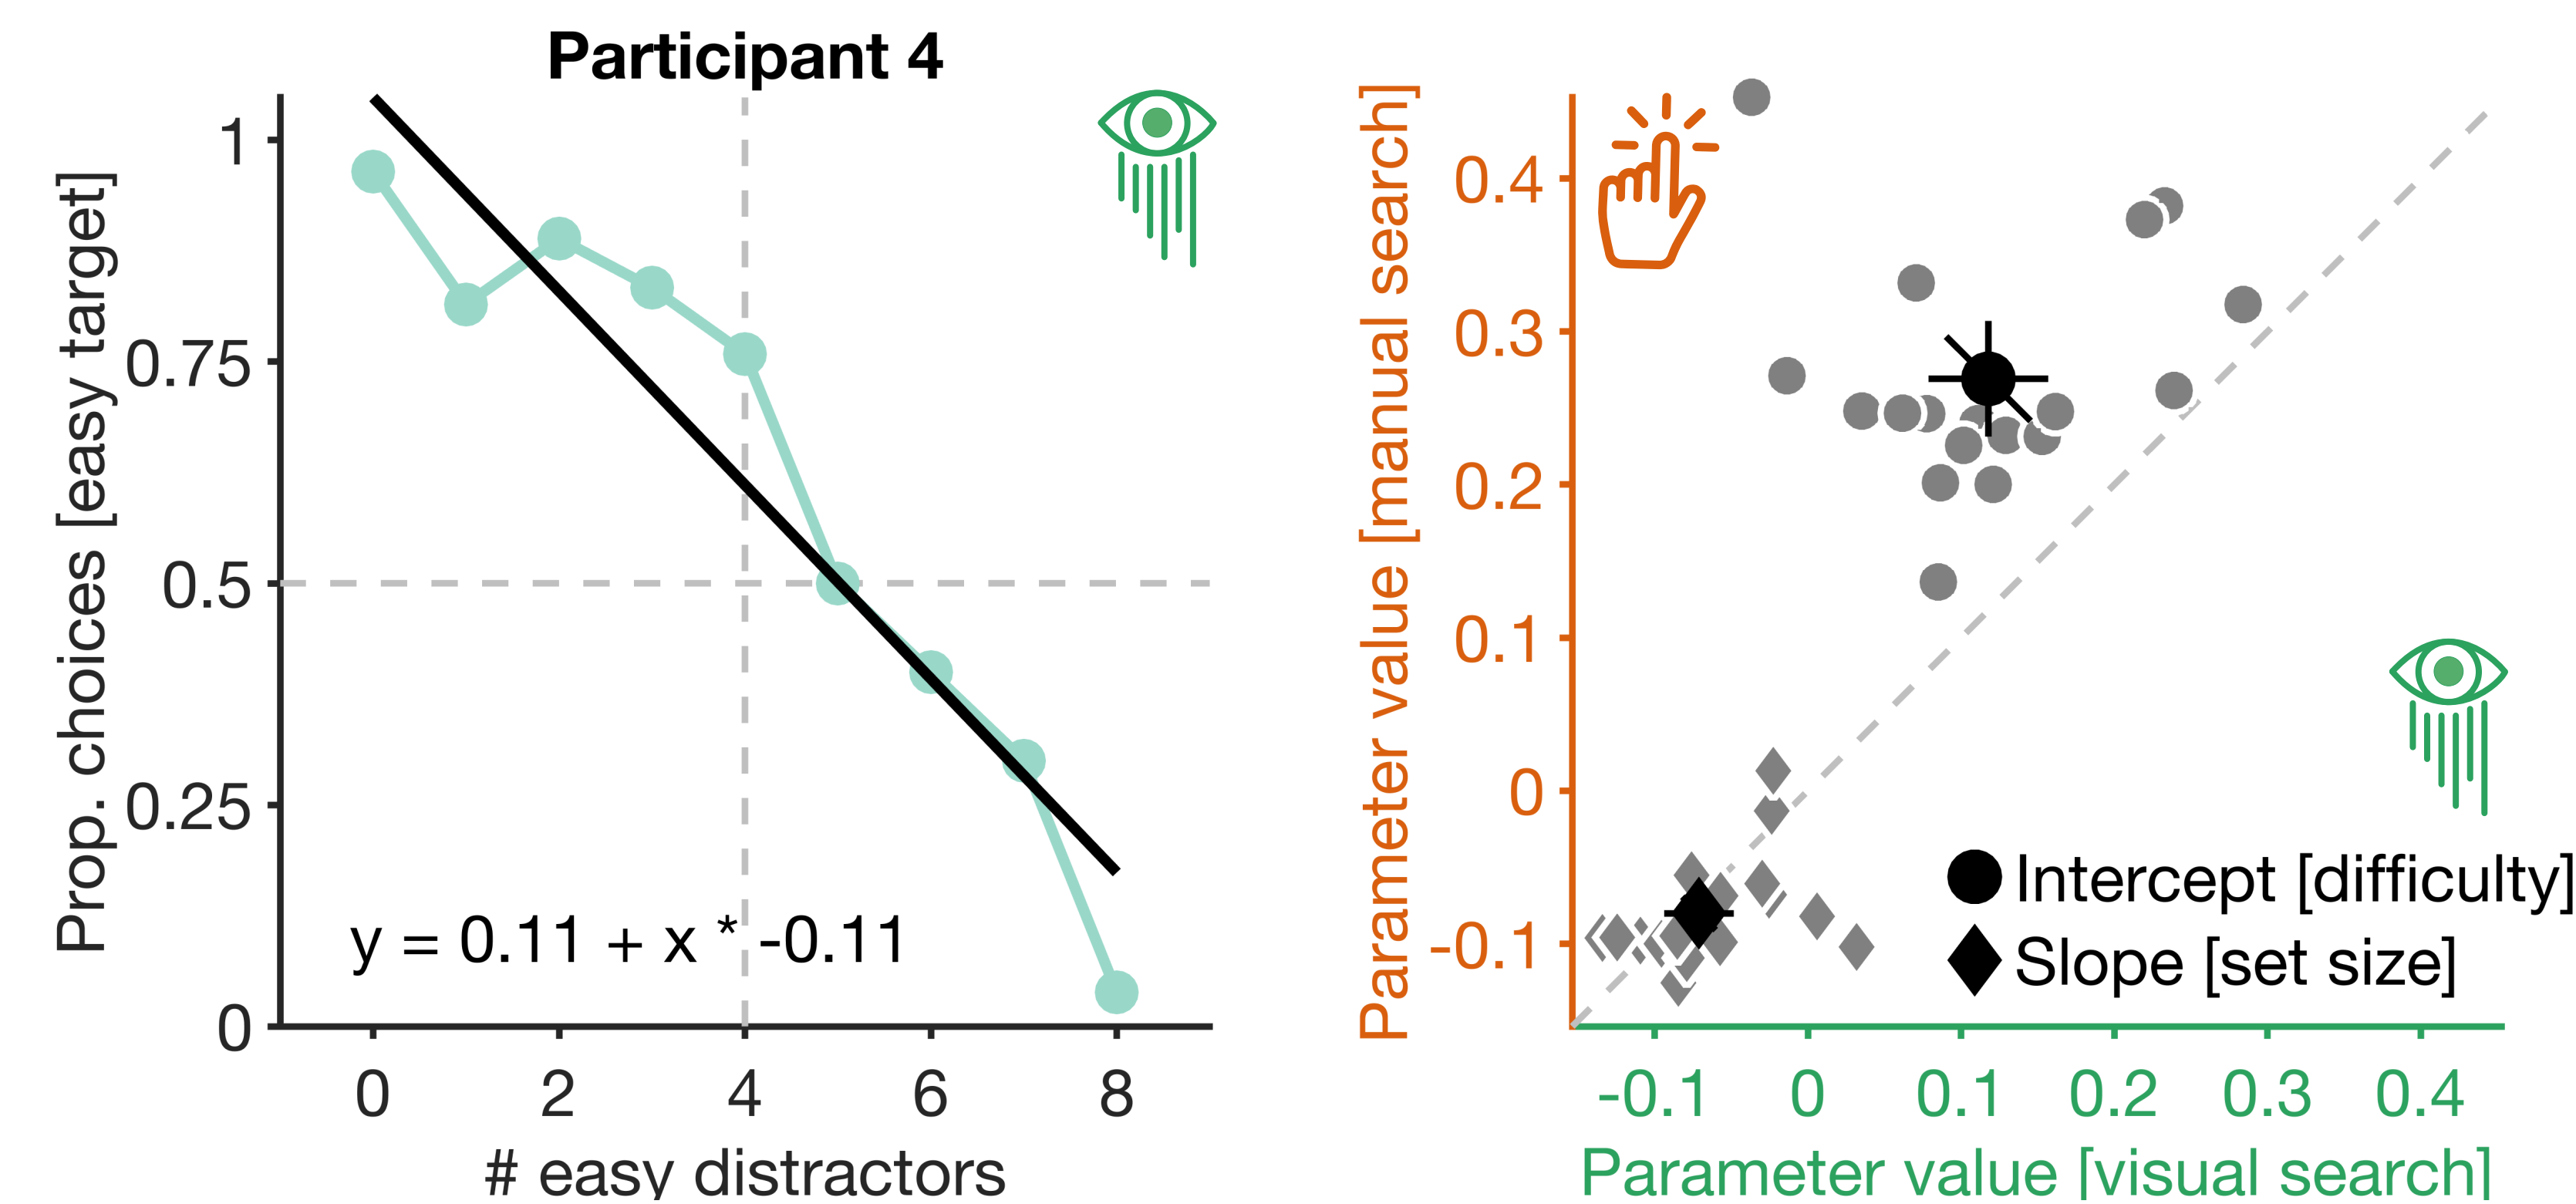 Participant 4
Prop. choices [easy target]
1
0.75
0.5
0.25
0
y = 0.11 + x * -0.11
0 2 4 6 8
# easy distractors
Parameter value [manual search]
0.4
0.3
0.2
0.1
0
-0.1
Intercept [difficulty]
Slope [set size]
-0.1 0 0.1 0.2 0.3 0.4
Parameter value [visual search]